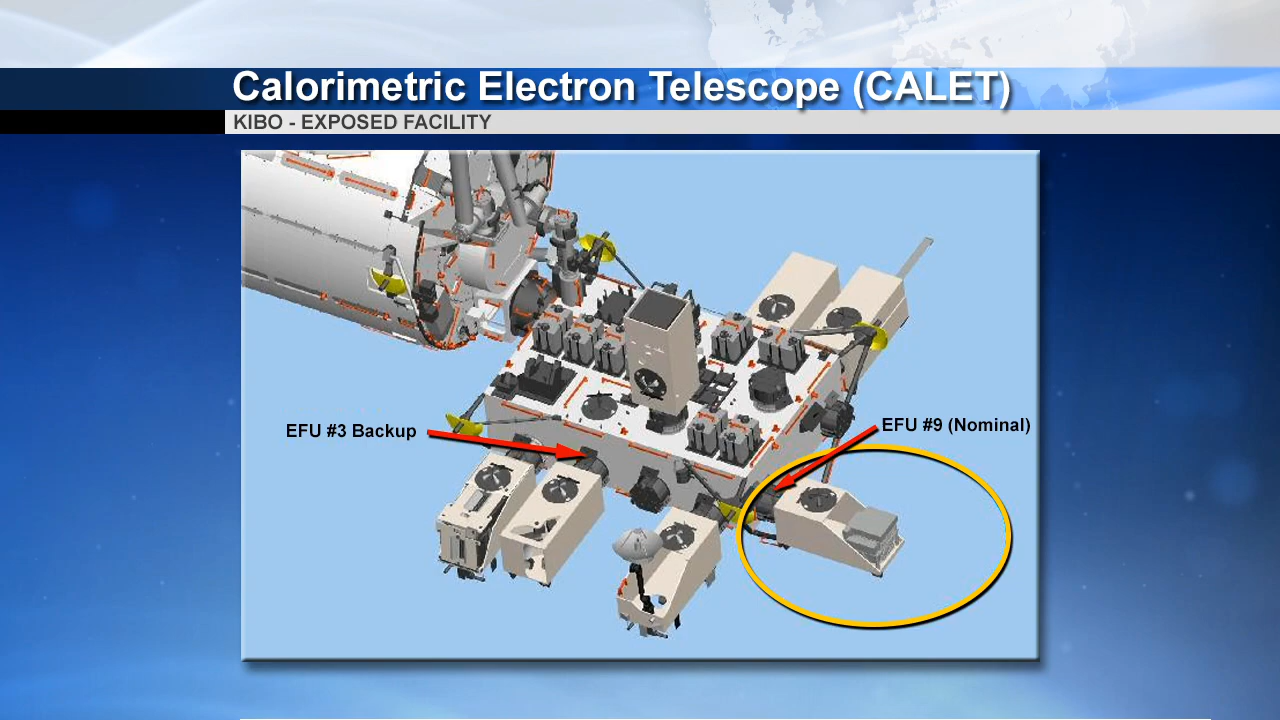 Calorimetric Electron Telescope (CALET)
KIBO - EXPOSED FACILITY
EFU #3 Backup
EFU #9 (Nominal)